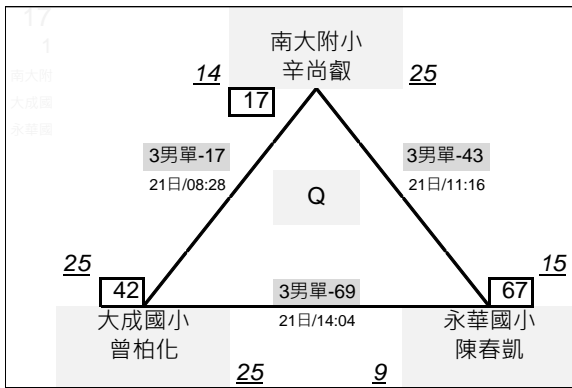 17
1
南大附
大成國
永華國
南大附小
辛尚叡
14
25
17
3男單-17
21日/08:28
3男單-43
21日/11:16
Q
25
15
42
67
3男單-69
21日/14:04
大成國小
曾柏化
永華國小
陳春凱
25
9